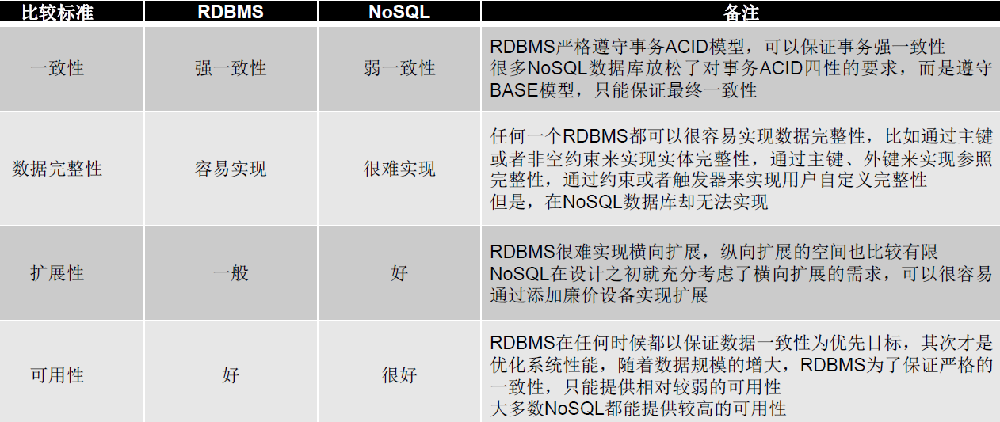 比较标准 RDBMS NoSQL 备注
一致性 强一致性 弱一致性
RDBMS严格遵守事务ACID模型，可以保证事务强一致性
很多NoSQL数据库放松了对事务ACID四性的要求，而是遵守
BASE模型，只能保证最终一致性
数据完整性 容易实现 很难实现
任何一个RDBMS都可以很容易实现数据完整性，比如通过主键
或者非空约束来实现实体完整性，通过主键、外键来实现参照
完整性，通过约束或者触发器来实现用户自定义完整性
但是，在NoSQL数据库却无法实现
扩展性 一般 好
RDBMS很难实现横向扩展，纵向扩展的空间也比较有限
NoSQL在设计之初就充分考虑了横向扩展的需求，可以很容易
通过添加廉价设备实现扩展
可用性 好 很好
RDBMS在任何时候都以保证数据一致性为优先目标，其次才是
优化系统性能，随着数据规模的增大，RDBMS为了保证严格的
一致性，只能提供相对较弱的可用性
大多数NoSQL都能提供较高的可用性